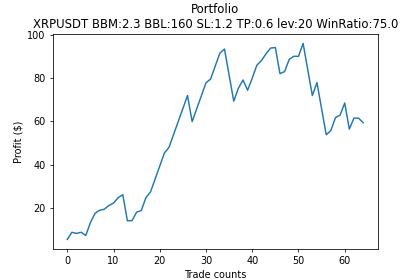 Portfolio
XRPUSDT BBM:2.3 BBL:160 SL:1.2 TP:0.6 lev:20 WinRatio:75.0
100
80
60
40
20
Profit ($)
0 10 20 30 40 50 60
Trade counts